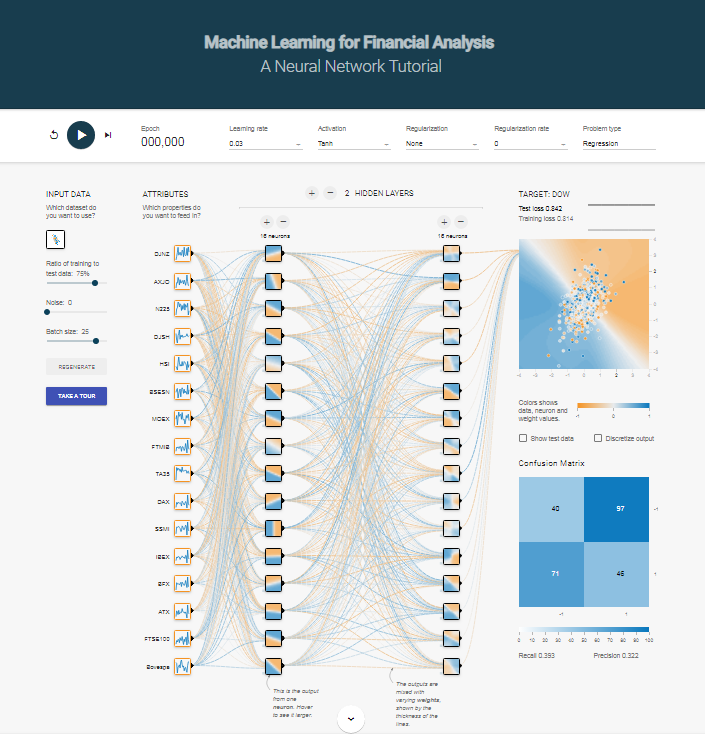 Machine Learning for Financial Analysis
A Neural Network Tutorial
Epoch
000,000
Learning rate
0.03
Activation
Tanh
Regularization
None
Regularization rate
0
Problem type
Regression
INPUT DATA
Which dataset do
you want to use?
Ratio of training to
test data: 75%
Noise: 0
Batch size: 25
REGENERATE
TAKE A TOUR
ATTRIBUTES
Which properties do
you want to feed in?
DJNZ
AXJO
N225
DJSH
HSI
BSESN
MOEX
FTMIB
TA35
DAX
SSMI
IBEX
BFX
ATX
FTSE100
Bovespa
+ − 2 HIDDEN LAYERS
+ −
16 neurons
+ −
16 neurons
This is the output
from one
neuron. Hover
to see it larger.
The outputs are
mixed with
varying weights,
shown by the
thickness of the
lines.
TARGET: DOW
Test loss 0.842
Training loss 0.814
Colors shows
data, neuron and
weight values.
-1 0 1
Show test data
Discretize output
Confusion Matrix
40 97 -1
71 46 1
-1 1
0 10 20 30 40 50 60 70 80 90 100
Recall 0.393
Precision 0.322